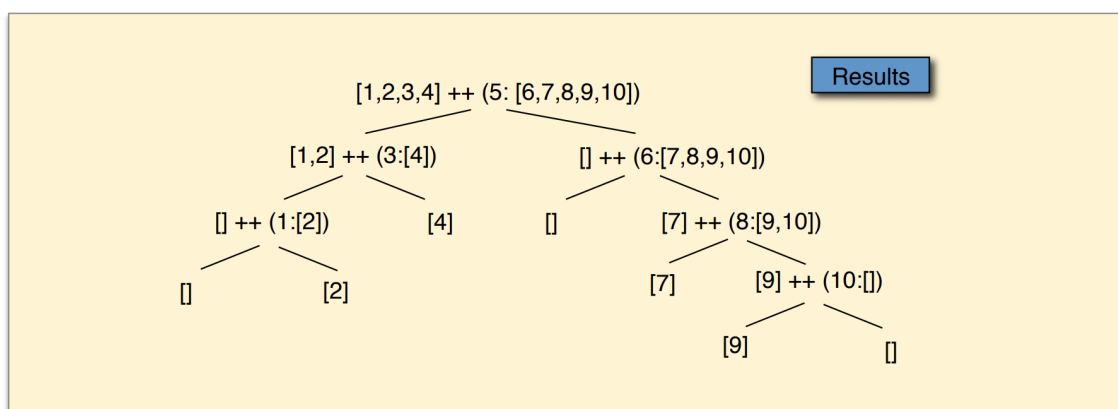 Results
[1,2,3,4] ++ (5: [6,7,8,9,10])
[1,2] ++ (3:[4])
[] ++ (6:[7,8,9,10])
[] ++ (1:[2])
[4]
[]
[7] ++ (8:[9,10])
[]
[2]
[7]
[9] ++ (10:[])
[9]
[]